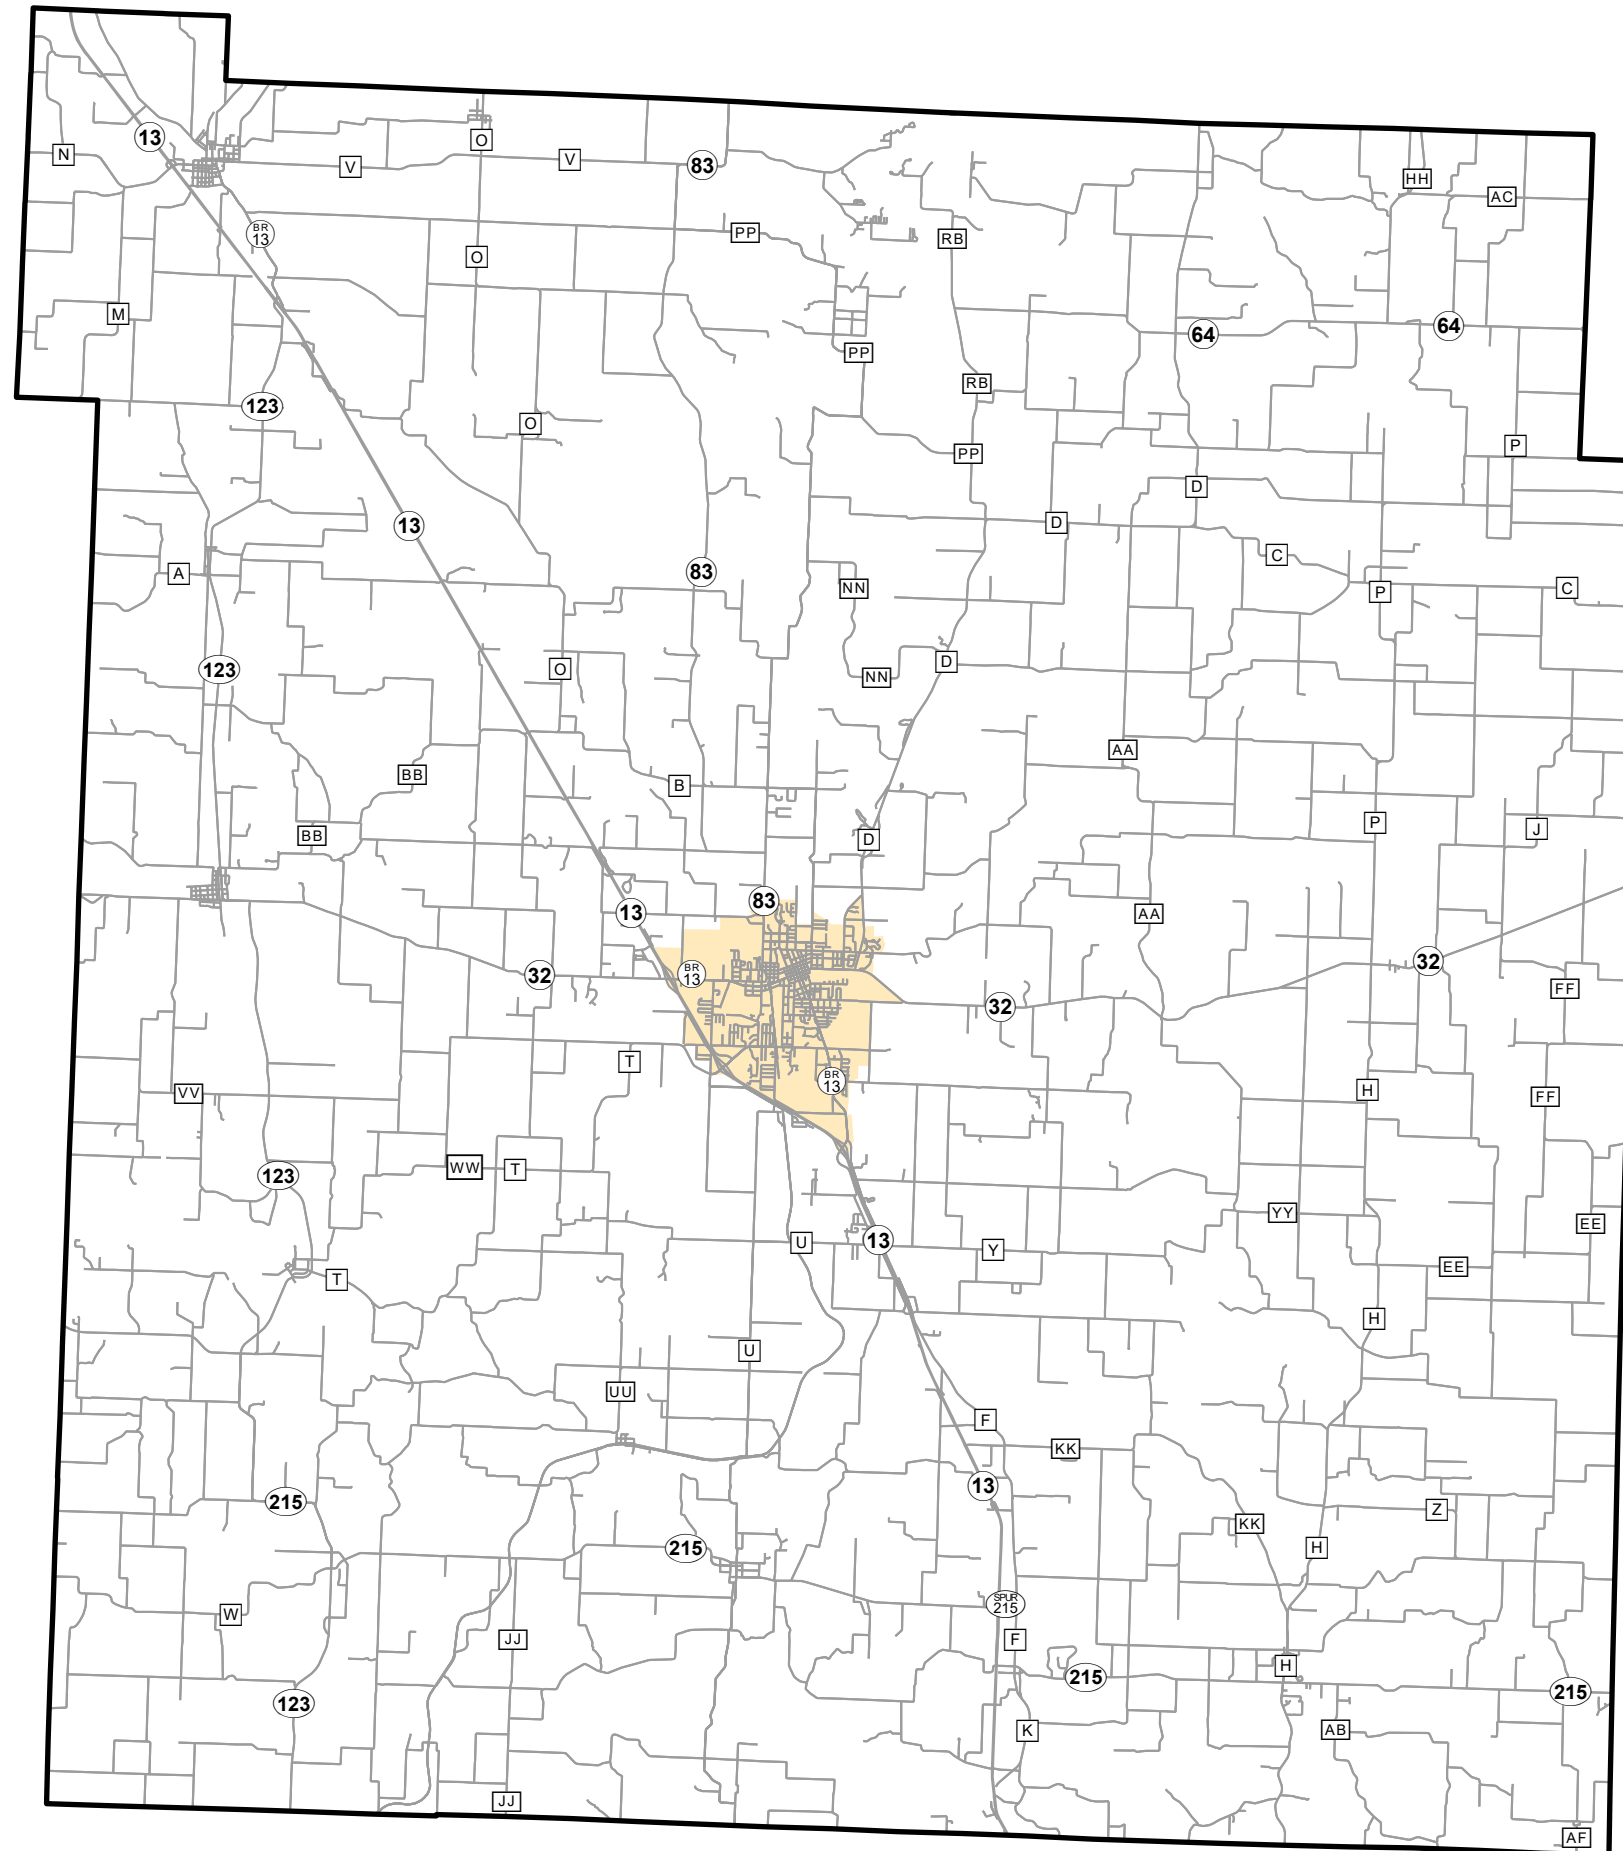 13
N
O
V
V
83
HH
AC
BR
13
PP
RB
O
M
64
64
PP
RB
123
O
P
PP
D
13
D
C
83
A
NN
P
C
O
123
D
NN
AA
BB
B
P
J
BB
D
83
13
AA
32
BR
13
32
FF
32
T
BR
13
H
VV
FF
WW
T
123
YY
EE
U
13
Y
EE
T
H
U
UU
F
KK
13
215
Z
KK
H
215
SPUR
215
W
JJ
F
H
215
215
123
K
AB
JJ
AF